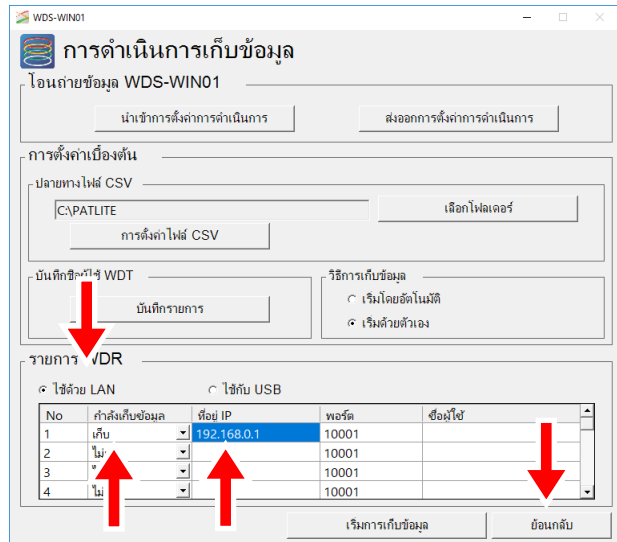 WDS-WIN01
การดำเนินการเก็บข้อมูล
โอนถ่ายข้อมูล WDS-WIN01
นำเข้าการตั้งค่าการดำเนินการ ส่งออกการตั้งค่าการดำเนินการ
การตั้งค่าเบื้องต้น
ปลายทางไฟล์ CSV
C:\PATLITE เลือกโฟลเดอร์
การตั้งค่าไฟล์ CSV
WDT วิธีการเก็บข้อมูล
บันทึกรายการ เริ่มโดยอัตโนมัติ
เริ่มด้วยตัวเอง
รายการ WDR
ใช้ด้วย LAN ใช้กับ USB
No กำลังเก็บข้อมูล ที่อยู่ IP พอร์ต ชื่อผู้ใช้
1 เก็บ 192.168.0.1 10001
2 10001
3 10001
4 10001
เริ่มการเก็บข้อมูล ย้อนกลับ